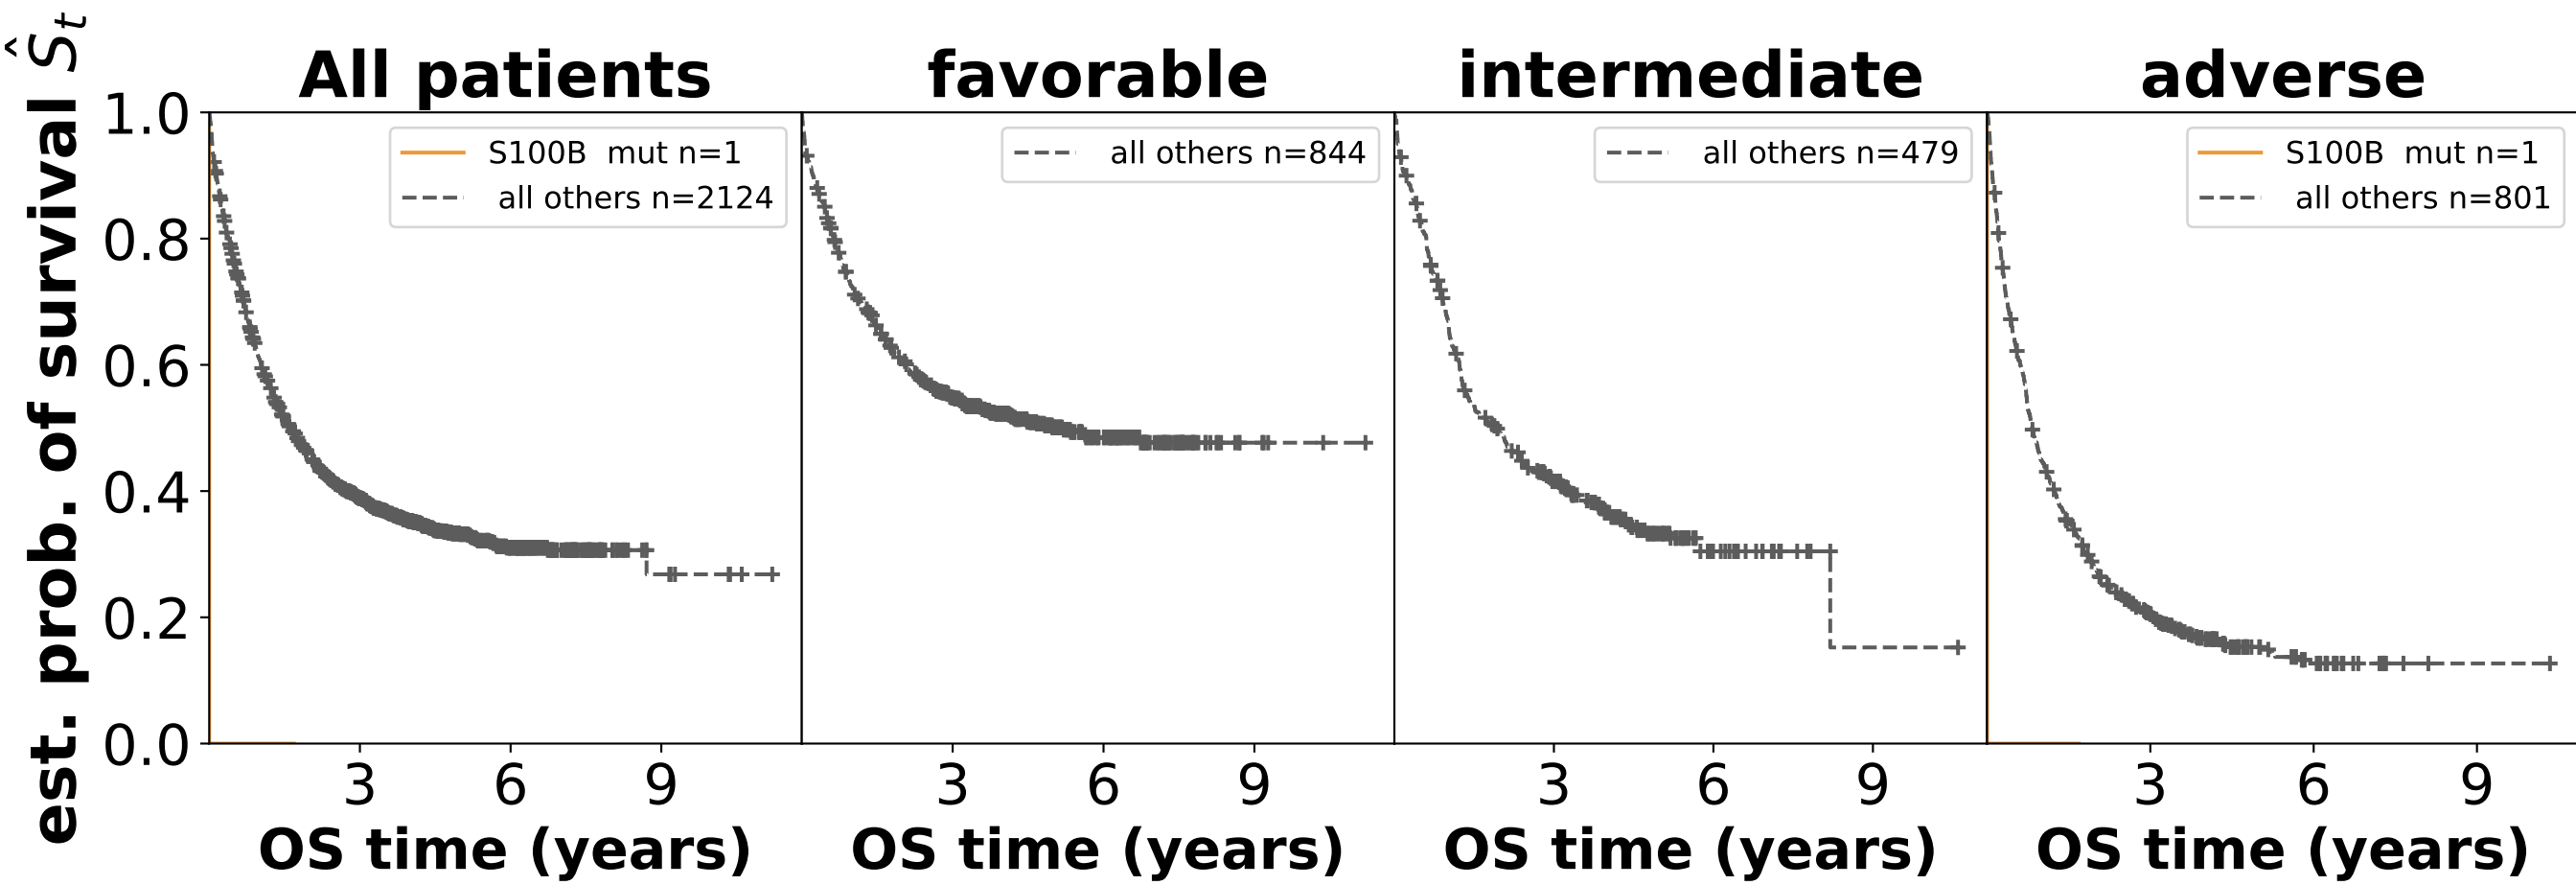 est. prob. of survival Ŝt
All patients
1.0
0.8
0.6
0.4
0.2
0.0
S100B mut n=1
all others n=2124
3 6 9
OS time (years)
favorable
all others n=844
3 6 9
OS time (years)
intermediate
all others n=479
3 6 9
OS time (years)
adverse
S100B mut n=1
all others n=801
3 6 9
OS time (years)